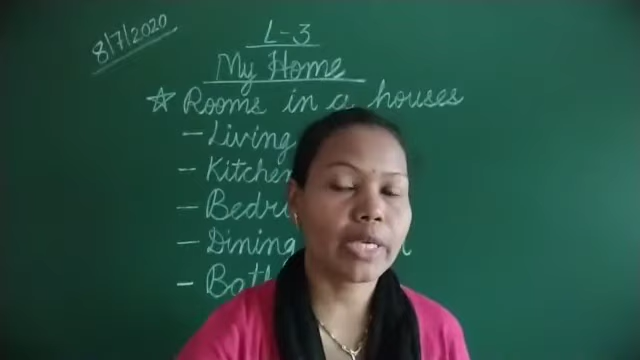 8/7/2020
L-3
My Home
☆ Rooms in a houses
- Living
- Kitchen
-
- Dining
-